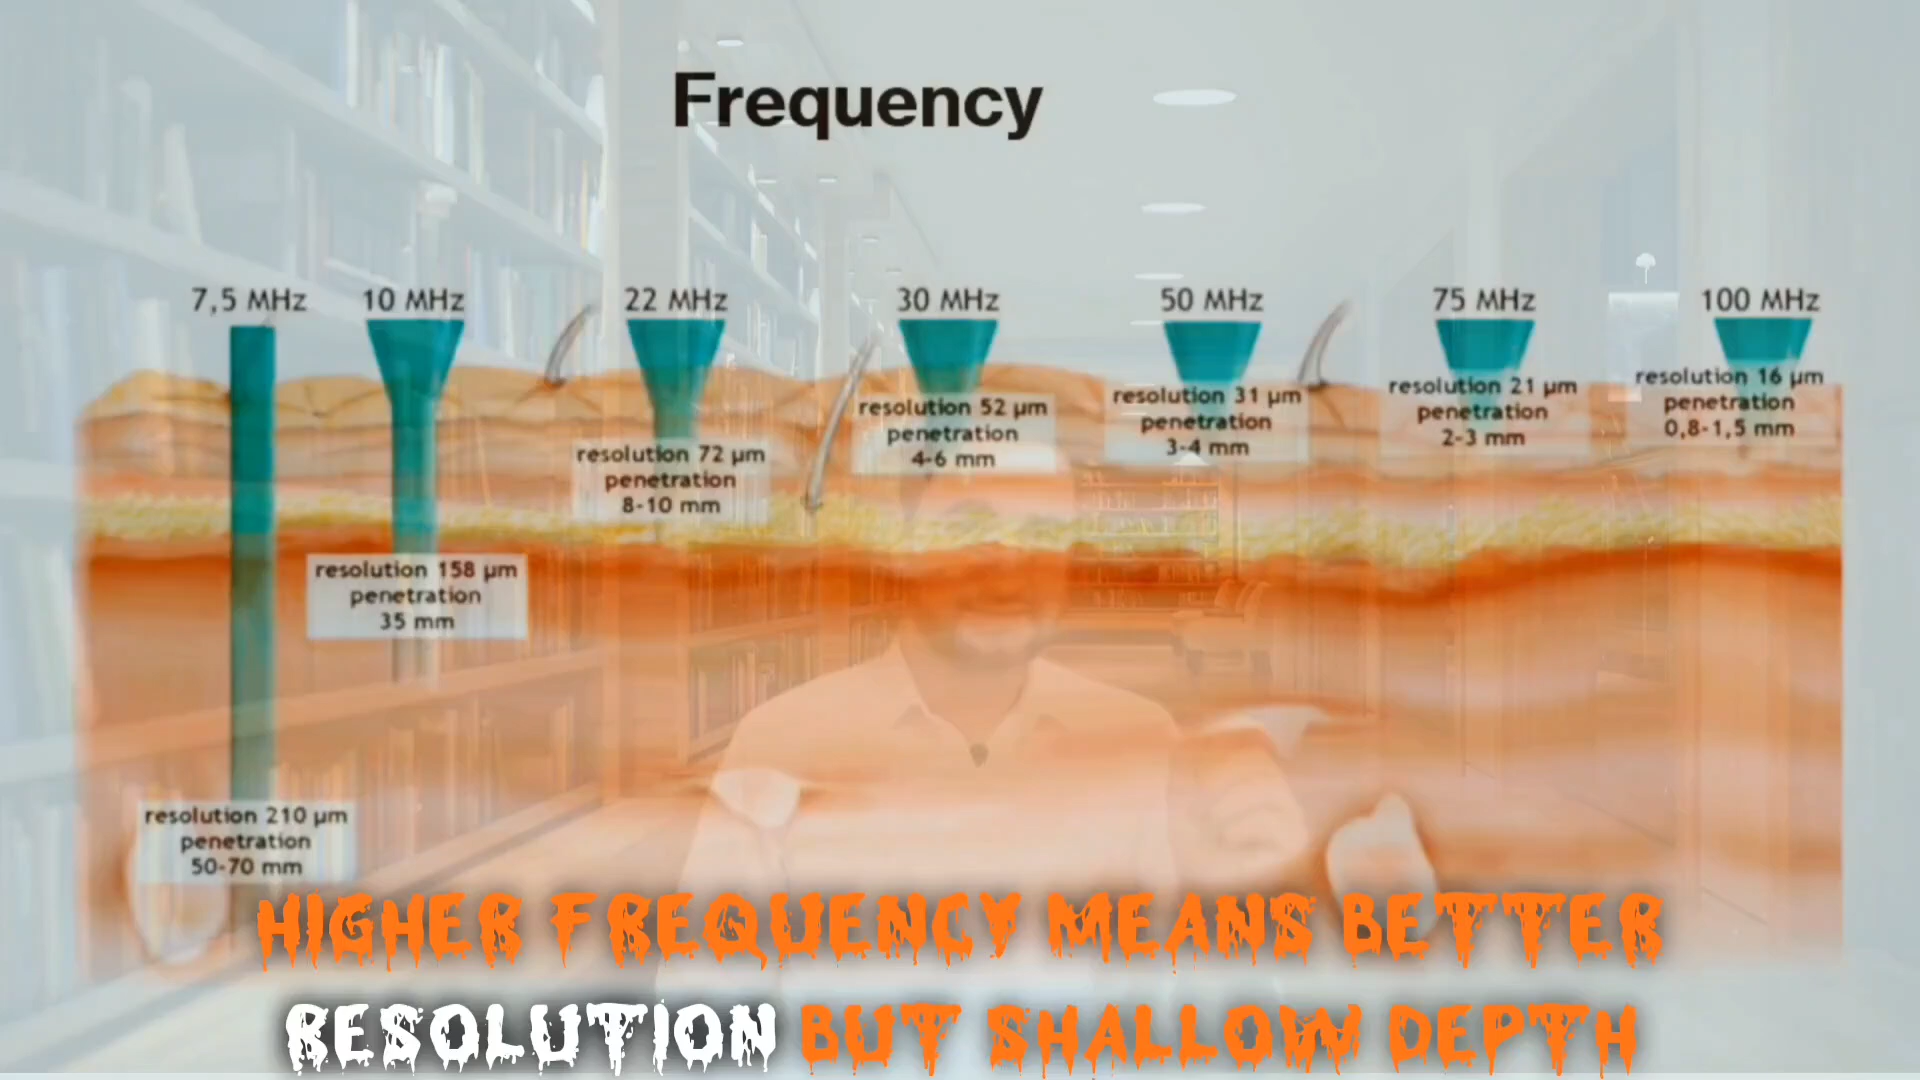 Frequency
7,5 MHz
10 MHz
22 MHz
30 MHz
50 MHz
75 MHz
100 MHz
resolution 210 µm
penetration
50-70 mm
resolution 158 µm
penetration
35 mm
resolution 72 µm
penetration
8-10 mm
resolution 52 µm
penetration
4-6 mm
resolution 31 µm
penetration
3-4 mm
resolution 21 µm
penetration
2-3 mm
resolution 16 µm
penetration
0,8-1,5 mm
HIGHER FREQUENCY MEANS BETTER
RESOLUTION BUT SHALLOW DEPTH